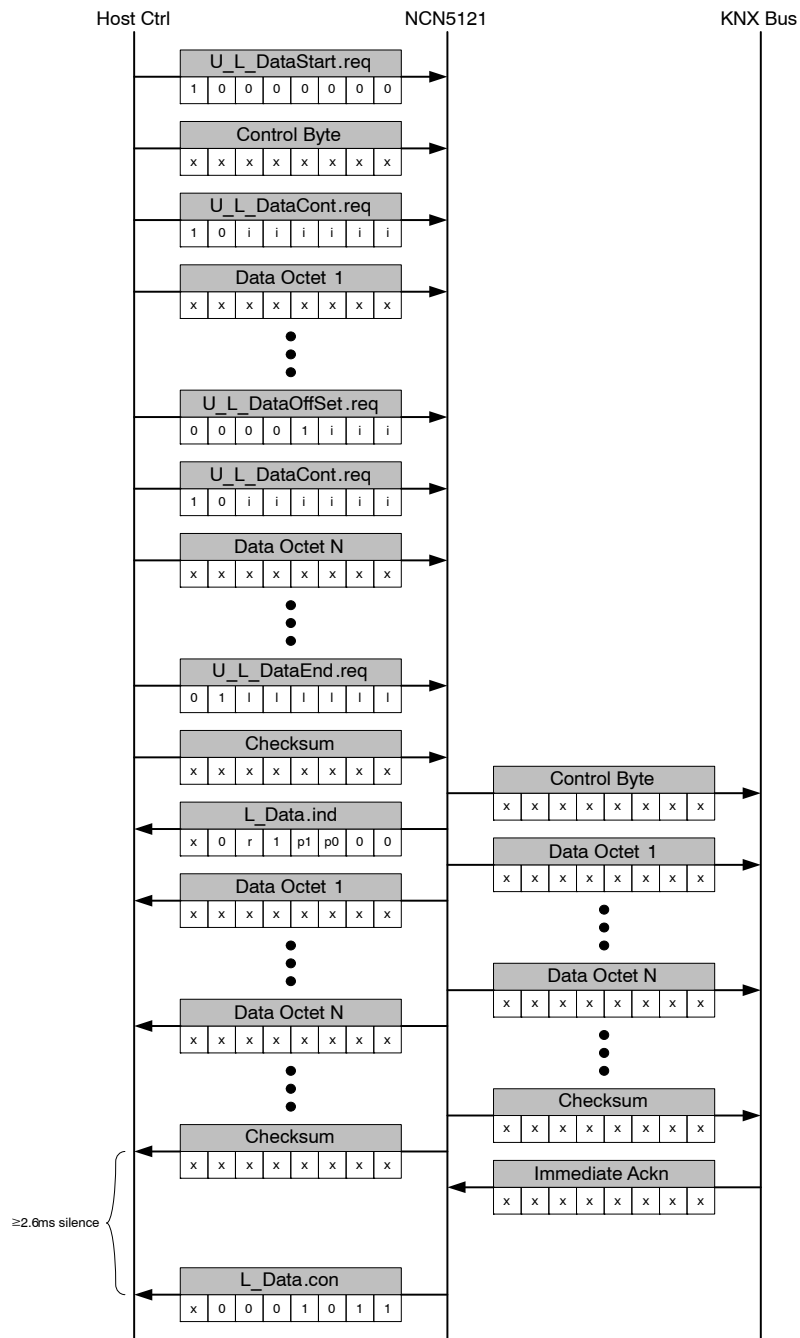 Host Ctrl NCN5121 KNX Bus
U_L_DataStart.req
1 0 0 0 0 0 0 0
Control Byte
x x x x x x x x
U_L_DataCont.req
1 0 i i i i i i
Data Octet 1
x x x x x x x x
U_L_DataOffSet.req
0 0 0 0 1 i i i
U_L_DataCont.req
1 0 i i i i i i
Data Octet N
x x x x x x x x
U_L_DataEnd.req
0 1 l l l l l l
Checksum
x x x x x x x x
Control Byte
x x x x x x x x
L_Data.ind
x 0 r 1 p1 p0 0 0
Data Octet 1
x x x x x x x x
Data Octet 1
x x x x x x x x
Data Octet N
x x x x x x x x
Data Octet N
x x x x x x x x
Checksum
x x x x x x x x
Checksum
x x x x x x x x
Immediate Ackn
x x x x x x x x
≥2.6ms silence
L_Data.con
x 0 0 0 1 0 1 1